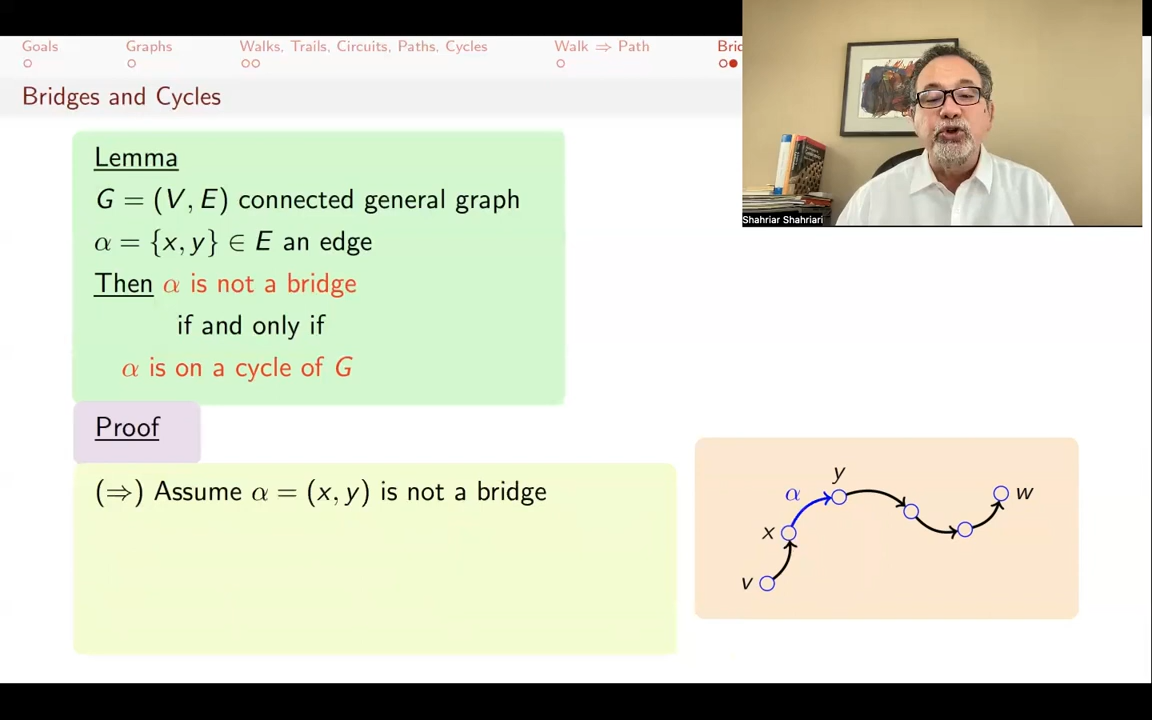 Goals Graphs Walks, Trails, Circuits, Paths, Cycles Walk ⇒ Path
Bridges and Cycles
Shahriar Shahriari
Lemma
G = (V, E) connected general graph
α = {x, y} ∈ E an edge
Then α is not a bridge
if and only if
α is on a cycle of G
Proof
(⇒) Assume α = (x, y) is not a bridge
y
α
w
x
v